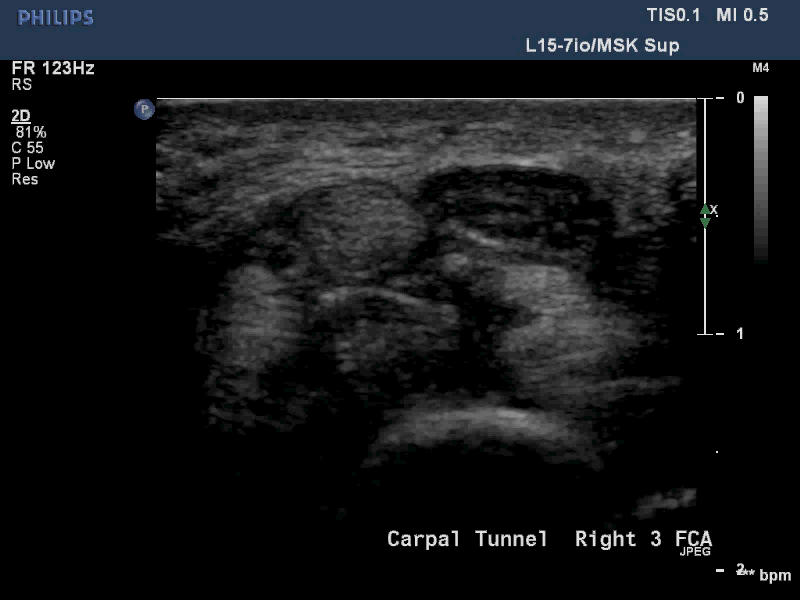 PHILIPS
TIS0.1 MI 0.5
L15-7io/MSK Sup
FR 123Hz
RS
2D
81%
C 55
P Low
Res
M4
P
0
X
1
Carpal Tunnel Right 3 FCA
JPEG
2
*** bpm